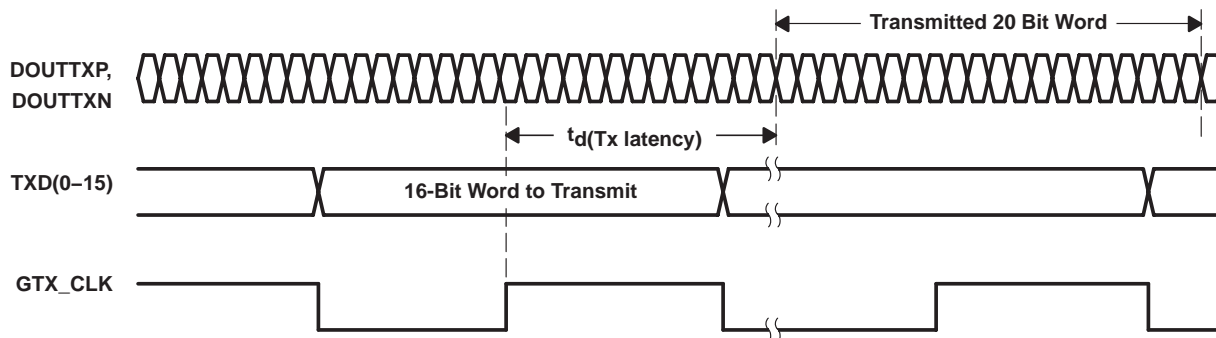 Transmitted 20 Bit Word
DOUTTXP,
DOUTTXN
td(Tx latency)
TXD(0–15)
16-Bit Word to Transmit
GTX_CLK